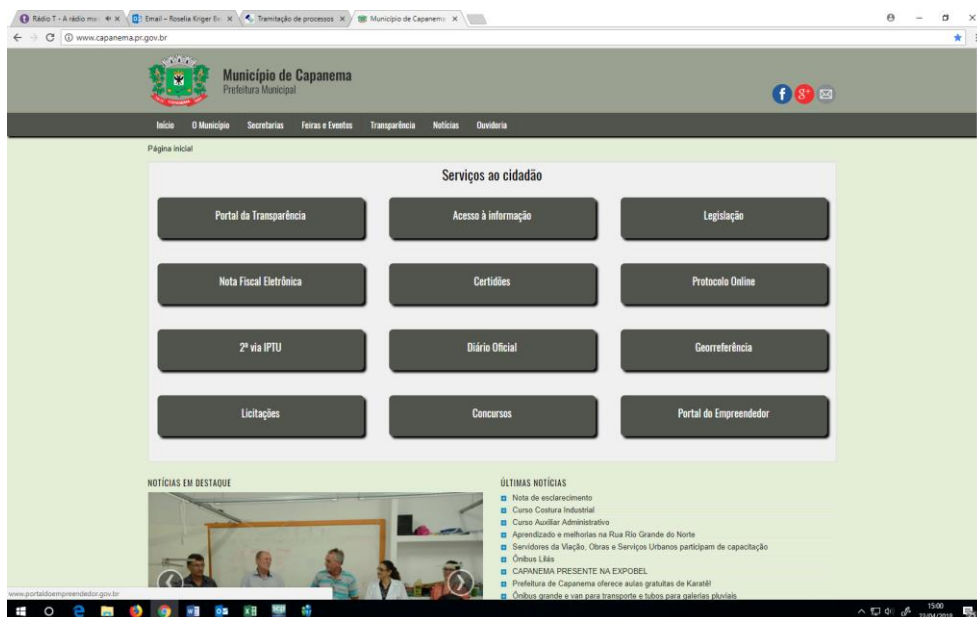 Rádio T - A rádio mai
Email – Roselia Kriger Be
Tramitação de processos
Município de Capanema
www.capanema.pr.gov.br
Município de Capanema
Prefeitura Municipal
Início O Município Secretarias Feiras e Eventos Transparência Notícias Ouvidoria
Página inicial
Serviços ao cidadão
Portal da Transparência Acesso à informação Legislação
Nota Fiscal Eletrônica Certidões Protocolo Online
2ª via IPTU Diário Oficial Georreferência
Licitações Concursos Portal do Empreendedor
NOTÍCIAS EM DESTAQUE
ÚLTIMAS NOTÍCIAS
Nota de esclarecimento
Curso Costura Industrial
Curso Auxiliar Administrativo
Aprendizado e melhorias na Rua Rio Grande do Norte
Servidores da Viação, Obras e Serviços Urbanos participam de capacitação
Ônibus Lilás
CAPANEMA PRESENTE NA EXPOBEL
Prefeitura de Capanema oferece aulas gratuitas de Karatê!
Ônibus grande e van para transporte e tubos para galerias pluviais
www.portaldoempreendedor.gov.br
15:00